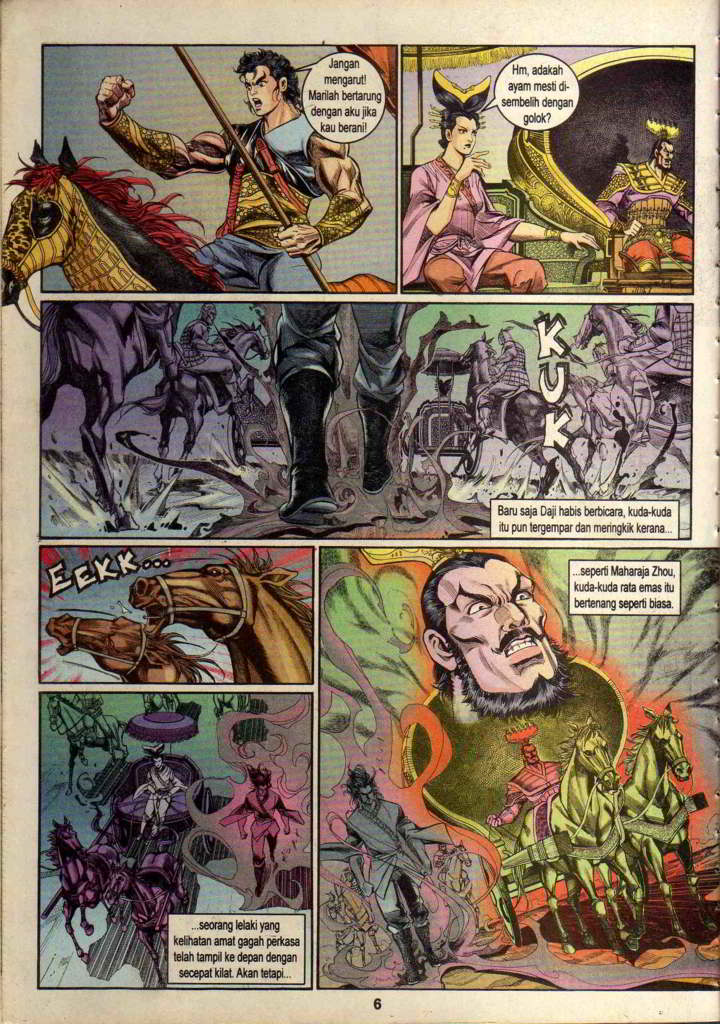 Jangan
mengarut!
Marilah bertarung
dengan aku jika
kau berani!
Hm, adakah
ayam mesti di-
sembelih dengan
golok?
KUK
Baru saja Daji habis berbicara, kuda-kuda
itu pun tergempar dan meringkik kerana...
EEKK...
...seperti Maharaja Zhou,
kuda-kuda rata emas itu
bertenang seperti biasa.
...seorang lelaki yang
kelihatan amat gagah perkasa
telah tampil ke depan dengan
secepat kilat. Akan tetapi...
6